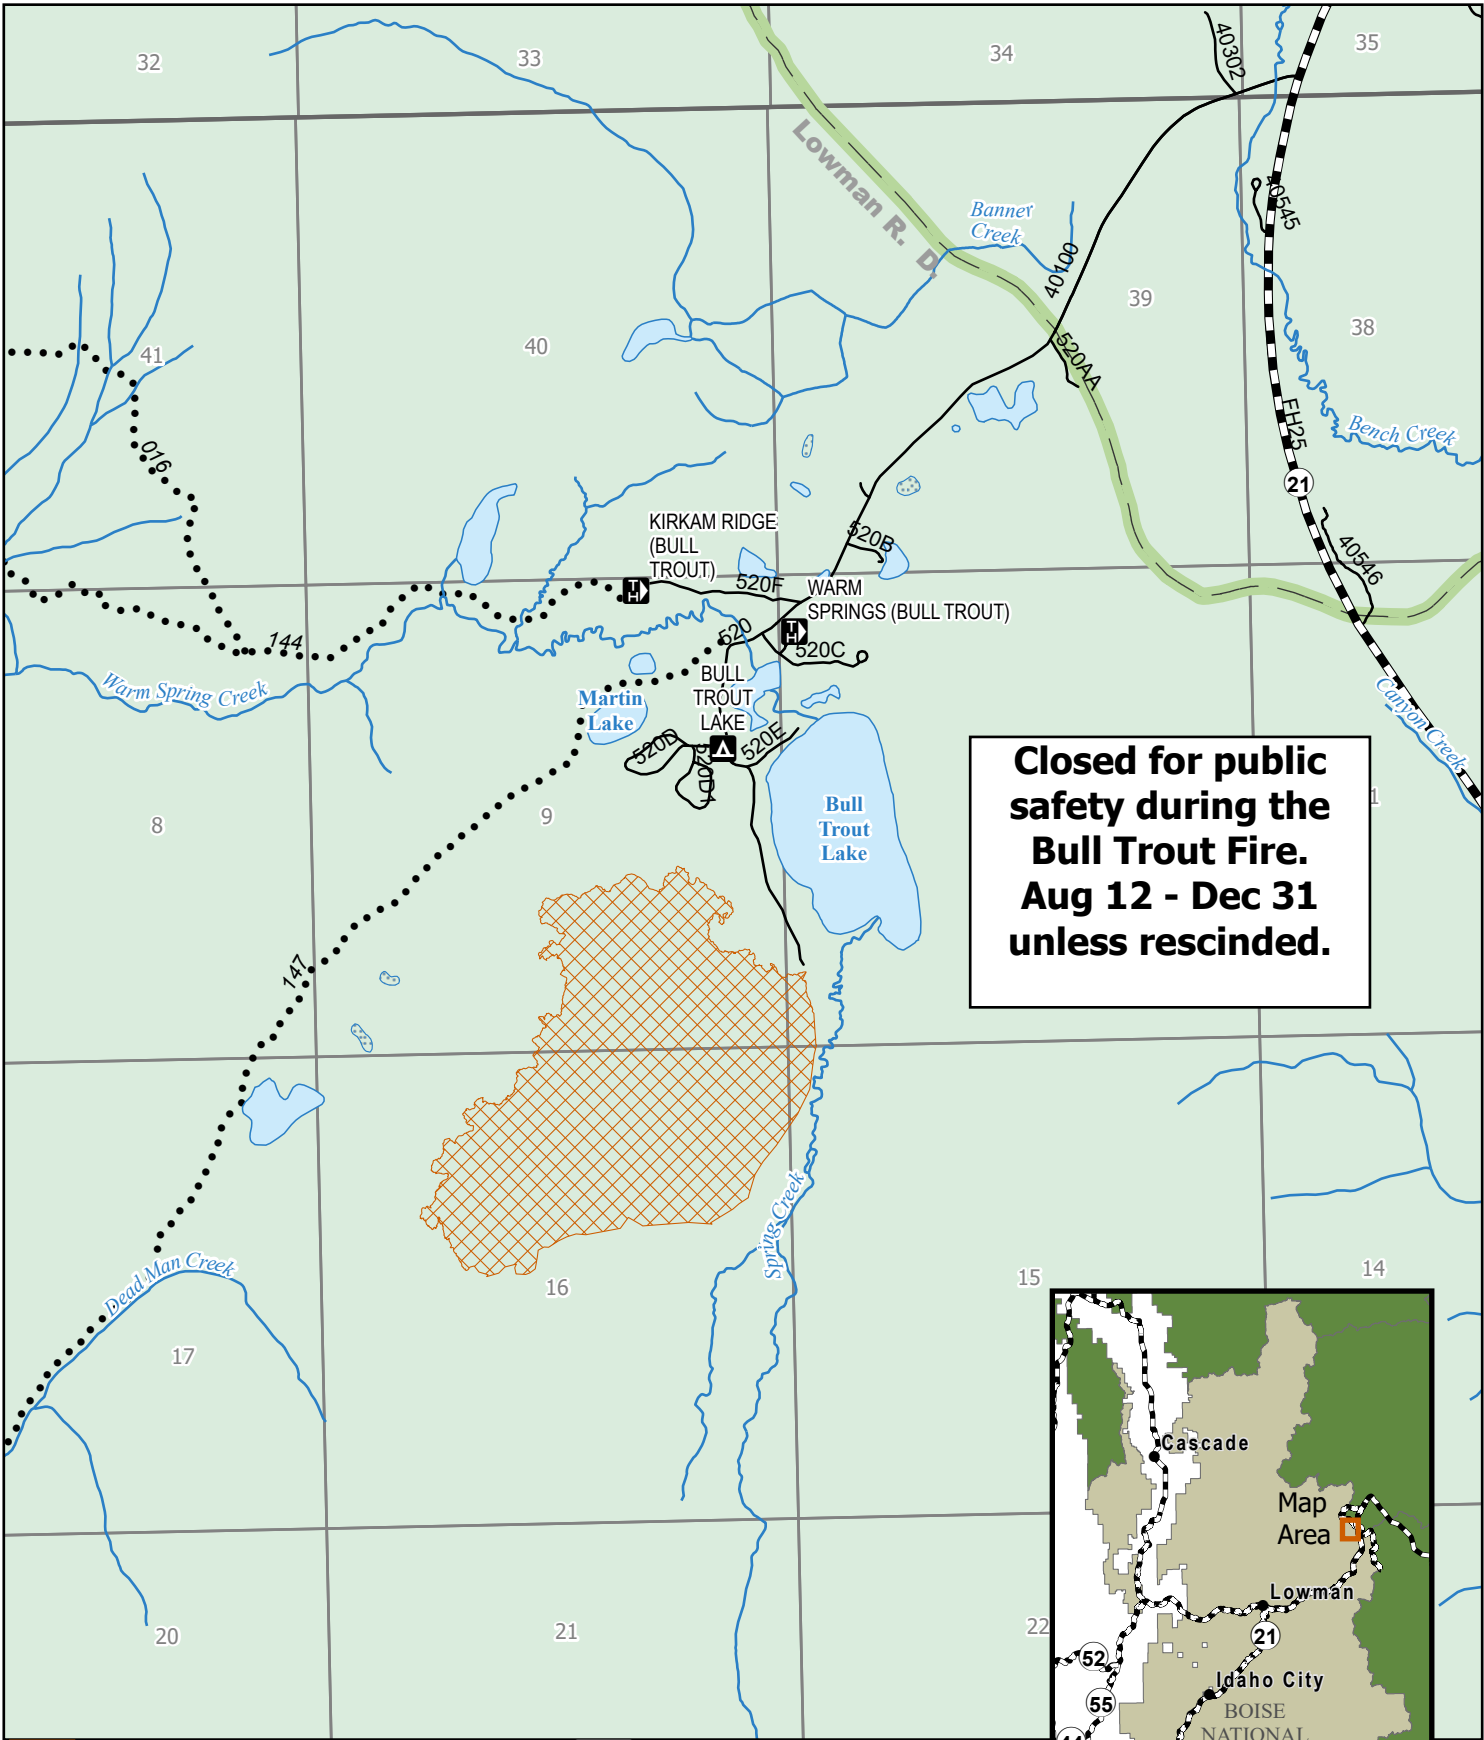 32
33
34
35
40302
Lowman R. D.
40545
Banner
Creek
40100
39
38
41
40
520AA
FH25
Bench Creek
016
21
KIRKAM RIDGE
(BULL
TROUT)
520B
40546
520F
WARM
SPRINGS (BULL TROUT)
TH
TH
144
520
520C
Warm Spring Creek
Martin
Lake
BULL
TROUT
LAKE
Canyon Creek
520D
520D1
520E
Closed for public
safety during the
Bull Trout Fire.
Aug 12 - Dec 31
unless rescinded.
1
8
9
Bull
Trout
Lake
147
Spring Creek
Dead Man Creek
16
15
14
17
Cascade
Map
Area
Lowman
20
21
22
21
52
Idaho City
55
BOISE
NATIONAL